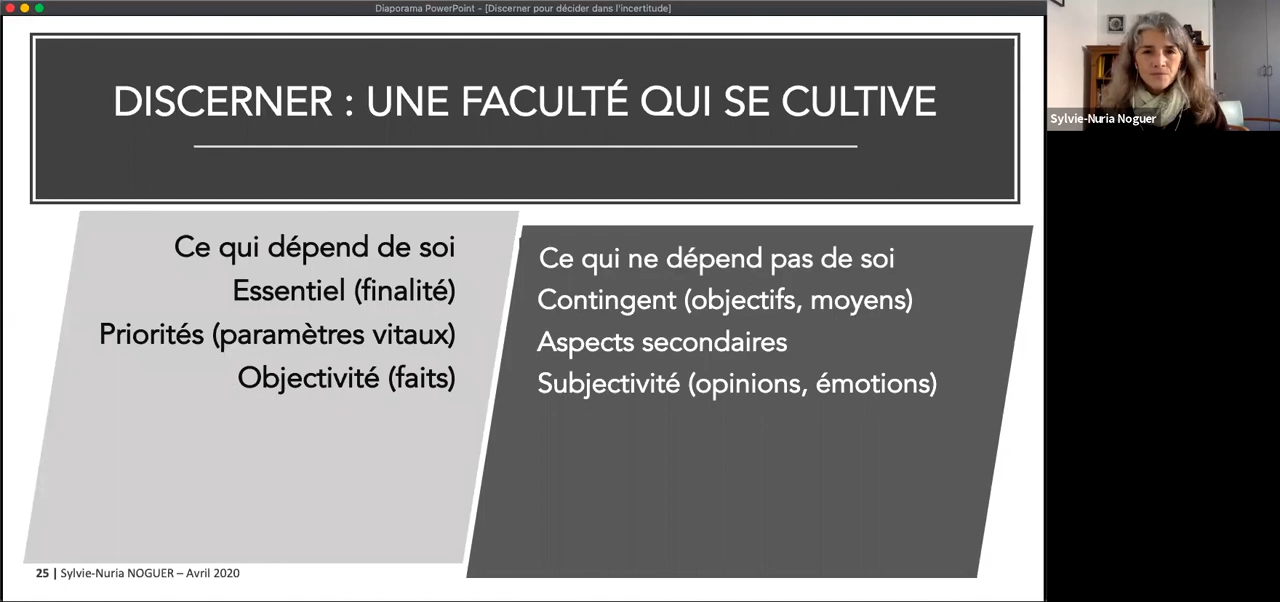 Diaporama PowerPoint - [Discerner pour décider dans l'incertitude]
DISCERNER : UNE FACULTÉ QUI SE CULTIVE
Ce qui dépend de soi
Essentiel (finalité)
Priorités (paramètres vitaux)
Objectivité (faits)
Ce qui ne dépend pas de soi
Contingent (objectifs, moyens)
Aspects secondaires
Subjectivité (opinions, émotions)
25 | Sylvie-Nuria NOGUER – Avril 2020
Sylvie-Nuria Noguer